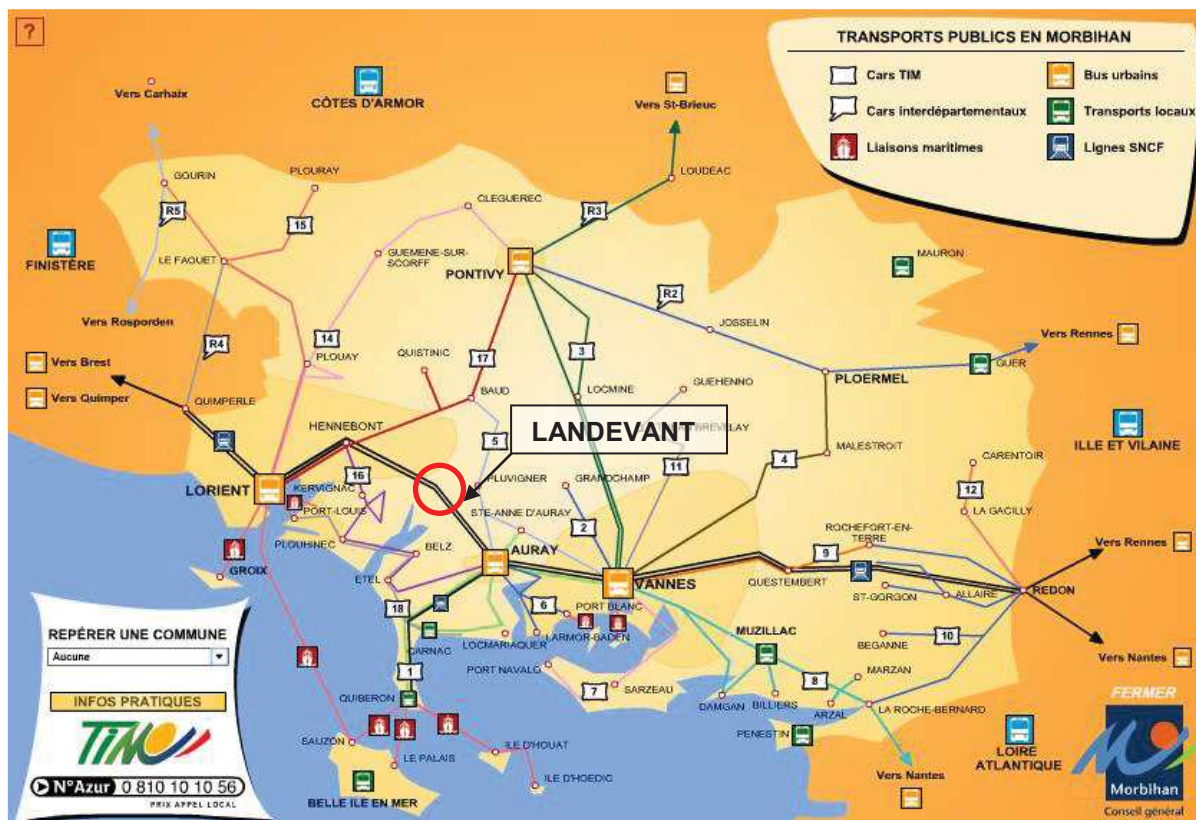 ?
TRANSPORTS PUBLICS EN MORBIHAN
Cars TIM
Bus urbains
Cars interdépartementaux
Transports locaux
Liaisons maritimes
Lignes SNCF
Vers Carhaix
CÔTES D'ARMOR
Vers St-Brieuc
GOURIN
PLOURAY
LOUDEAC
R5
15
CLEGUEREC
R3
FINISTÈRE
LE FAOUET
GUEMENE-SUR-
SCORFF
PONTIVY
MAURON
R2
Vers Rosporden
JOSSELIN
14
R4
Vers Brest
PLOUAY
QUISTINIC
17
3
Vers Rennes
GUER
PLOERMEL
Vers Quimper
QUIMPERLE
BAUD
LOCMINE
GUEHENNO
HENNEBONT
LANDEVANT
ILLE ET VILAINE
5
MALESTROIT
11
4
CARENTOIR
LORIENT
KERVIGNAC
16
PLUVIGNER
GRANDCHAMP
12
PORT-LOUIS
STE-ANNE D'AURAY
2
LA GACILLY
PLOUHINEC
BELZ
AURAY
ROCHEFORT-EN-
TERRE
9
Vers Rennes
GROIX
ETEL
VANNES
QUESTEMBERT
REDON
18
6
PORT BLANC
ST-GORGON
ALLAIRE
REPÉRER UNE COMMUNE
Aucune
CARNAC
LOCMARIAQUER
LARMOR-BADEN
MUZILLAC
BEGANNE
10
Vers Nantes
1
PORT NAVALO
7
SARZEAU
8
MARZAN
INFOS PRATIQUES
QUIBERON
DAMGAN
BILLIERS
ARZAL
LA ROCHE-BERNARD
FERMER
TIM
SAUZON
ILE D'HOUAT
PENESTIN
LOIRE
ATLANTIQUE
LE PALAIS
ILE D'HOEDIC
Vers Nantes
N°Azur 0 810 10 10 56
PRIX APPEL LOCAL
BELLE ILE EN MER
Morbihan
Conseil général